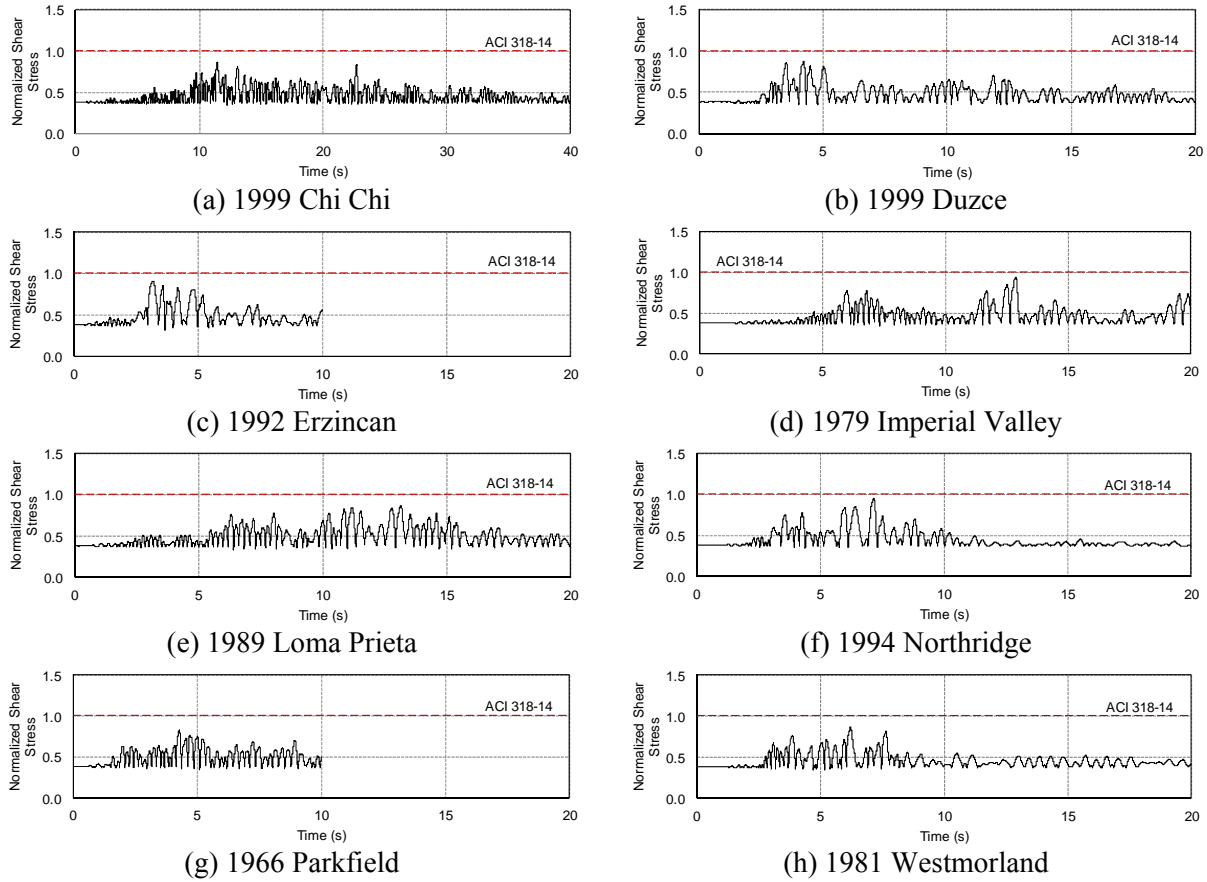 Normalized Shear
Stress
1.5
1.0
0.5
0.0
ACI 318-14
0
10
20
30
40
Time (s)
(a) 1999 Chi Chi
Normalized Shear
Stress
1.5
1.0
0.5
0.0
ACI 318-14
0
5
10
15
20
Time (s)
(b) 1999 Duzce
Normalized Shear
Stress
1.5
1.0
0.5
0.0
ACI 318-14
0
5
10
15
20
Time (s)
(c) 1992 Erzincan
Normalized Shear
Stress
1.5
1.0
0.5
0.0
ACI 318-14
0
5
10
15
20
Time (s)
(d) 1979 Imperial Valley
Normalized Shear
Stress
1.5
1.0
0.5
0.0
ACI 318-14
0
5
10
15
20
Time (s)
(e) 1989 Loma Prieta
Normalized Shear
Stress
1.5
1.0
0.5
0.0
ACI 318-14
0
5
10
15
20
Time (s)
(f) 1994 Northridge
Normalized Shear
Stress
1.5
1.0
0.5
0.0
ACI 318-14
0
5
10
15
20
Time (s)
(g) 1966 Parkfield
Normalized Shear
Stress
1.5
1.0
0.5
0.0
ACI 318-14
0
5
10
15
20
Time (s)
(h) 1981 Westmorland